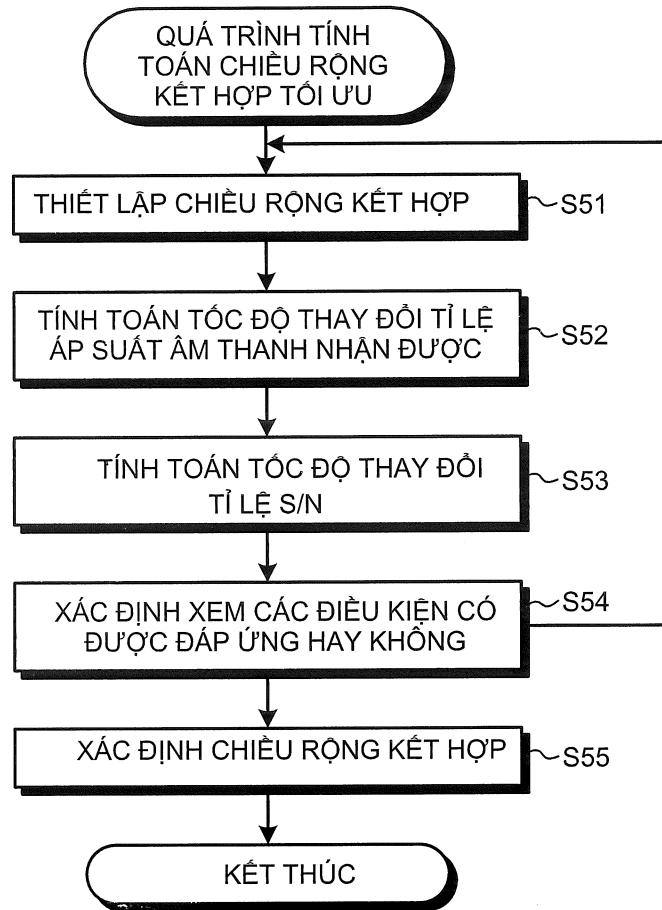 QUÁ TRÌNH TÍNH
TOÁN CHIỀU RỘNG
KẾT HỢP TỐI ƯU
THIẾT LẬP CHIỀU RỘNG KẾT HỢP
S51
TÍNH TOÁN TỐC ĐỘ THAY ĐỔI TỈ LỆ
ÁP SUẤT ÂM THANH NHẬN ĐƯỢC
S52
TÍNH TOÁN TỐC ĐỘ THAY ĐỔI
TỈ LỆ S/N
S53
XÁC ĐỊNH XEM CÁC ĐIỀU KIỆN CÓ
ĐƯỢC ĐÁP ỨNG HAY KHÔNG
S54
XÁC ĐỊNH CHIỀU RỘNG KẾT HỢP
S55
KẾT THÚC